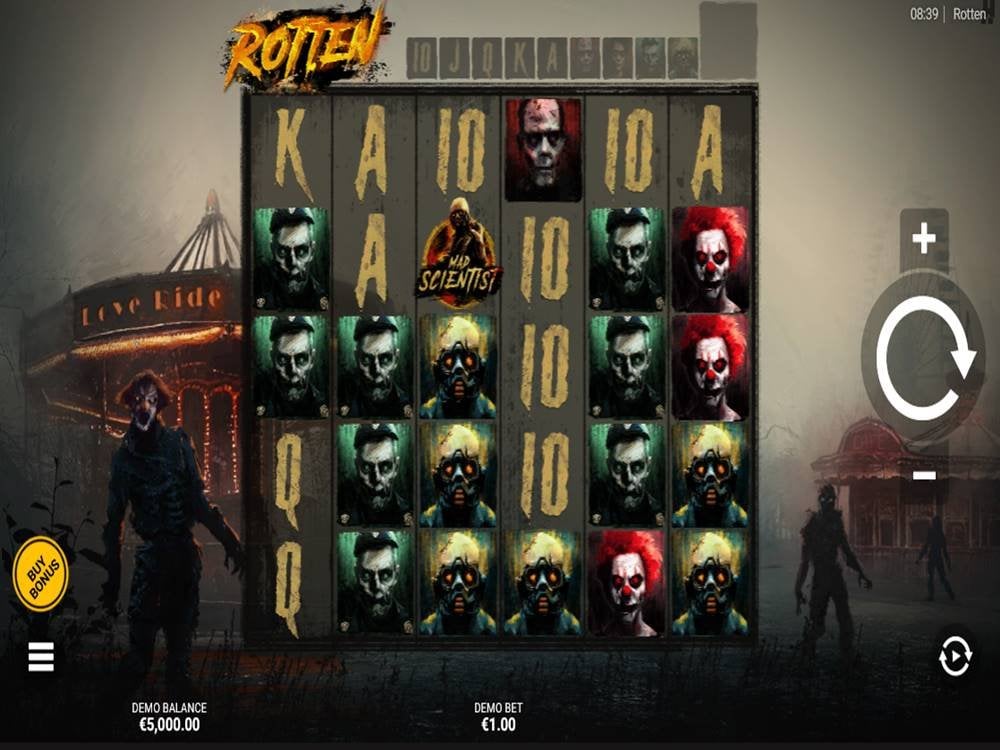 08:39 | Rotten
ROTTEN
10 J Q K A
K A 10 10 A
A MAD SCIENTIST 10
Love Ride
10
Q 10
Q
BUY BONUS
DEMO BALANCE
€5,000.00
DEMO BET
€1.00